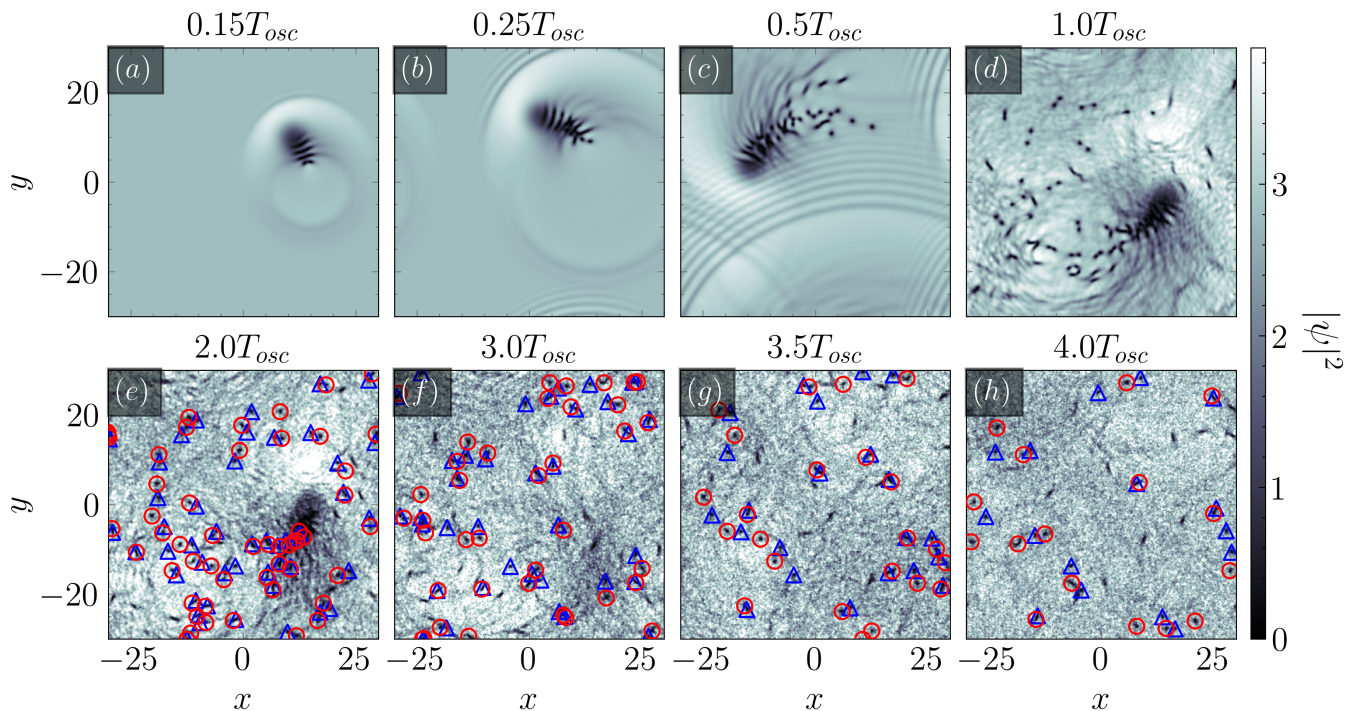 0.15T_osc 0.25T_osc 0.5T_osc 1.0T_osc
(a) (b) (c) (d)
20
0
−20
y
3
2
1
0
|ψ|²
2.0T_osc 3.0T_osc 3.5T_osc 4.0T_osc
(e) (f) (g) (h)
20
0
−20
y
−25 0 25 −25 0 25 −25 0 25 −25 0 25
x x x x